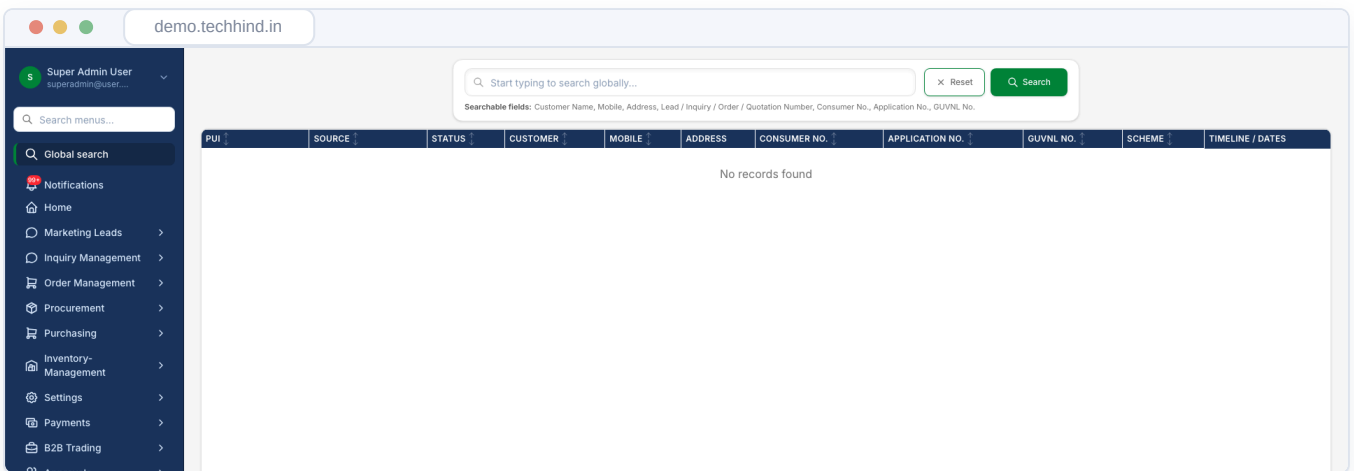 demo.techhind.in
S
Super Admin User
superadmin@user....
Search menus...
Global search
99+
Notifications
Home
Marketing Leads
Inquiry Management
Order Management
Procurement
Purchasing
Inventory-
Management
Settings
Payments
B2B Trading
Start typing to search globally...
Reset
Search
Searchable fields: Customer Name, Mobile, Address, Lead / Inquiry / Order / Quotation Number, Consumer No., Application No., GUVNL No.
PUI SOURCE STATUS CUSTOMER MOBILE ADDRESS CONSUMER NO. APPLICATION NO. GUVNL NO. SCHEME TIMELINE / DATES
No records found